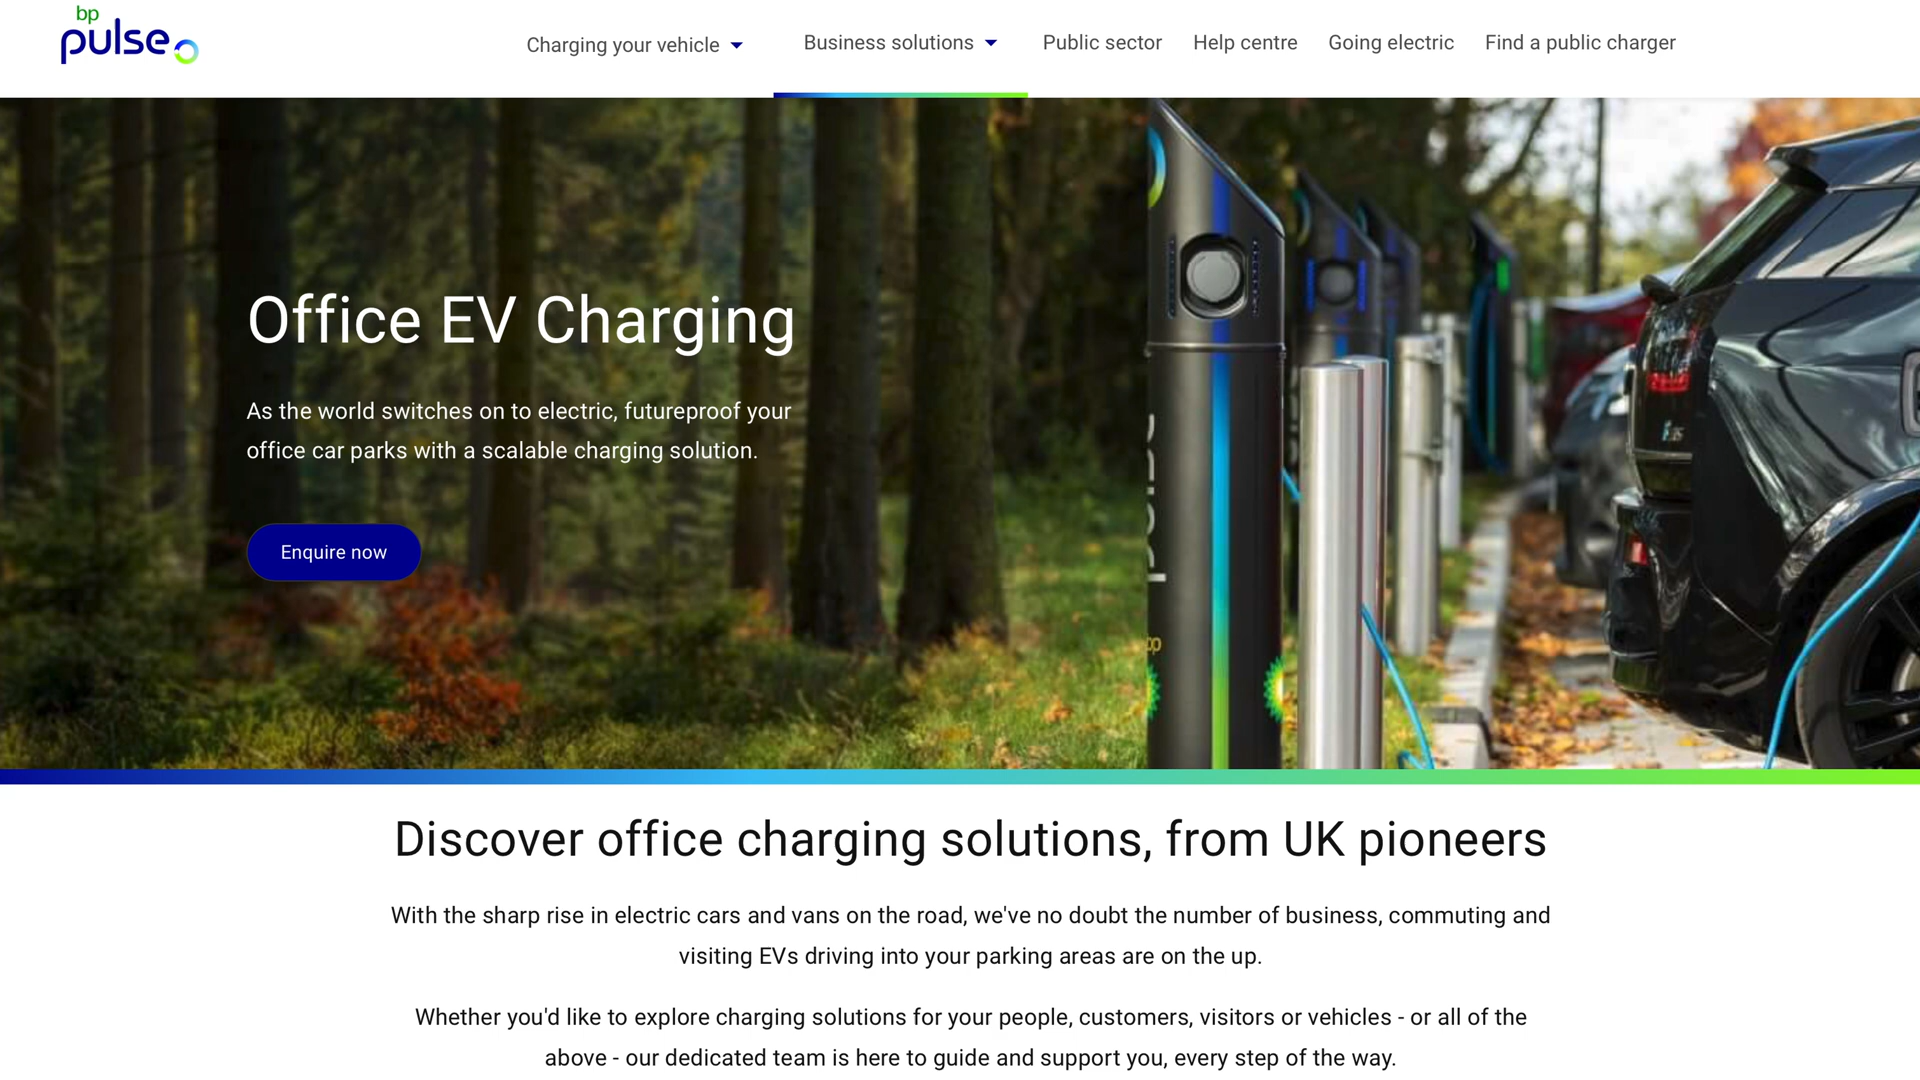 bp
pulse
Charging your vehicle
Business solutions
Public sector
Help centre
Going electric
Find a public charger
Office EV Charging
As the world switches on to electric, futureproof your
office car parks with a scalable charging solution.
Enquire now
pulse
bp
Discover office charging solutions, from UK pioneers
With the sharp rise in electric cars and vans on the road, we've no doubt the number of business, commuting and
visiting EVs driving into your parking areas are on the up.
Whether you'd like to explore charging solutions for your people, customers, visitors or vehicles - or all of the
above - our dedicated team is here to guide and support you, every step of the way.